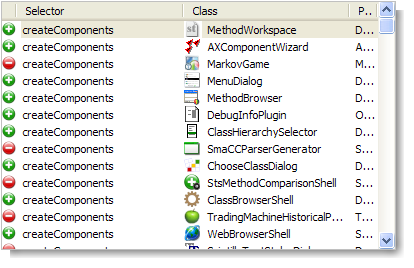 Selector Class P..
createComponents MethodWorkspace D...
createComponents AXComponentWizard A...
createComponents MarkovGame M...
createComponents MenuDialog D...
createComponents MethodBrowser D...
createComponents DebugInfoPlugin O...
createComponents ClassHierarchySelector D...
createComponents SmaCCParserGenerator S...
createComponents ChooseClassDialog D...
createComponents StsMethodComparisonShell D...
createComponents ClassBrowserShell D...
createComponents TradingMachineHistoricalP... T...
createComponents WebBrowserShell D...